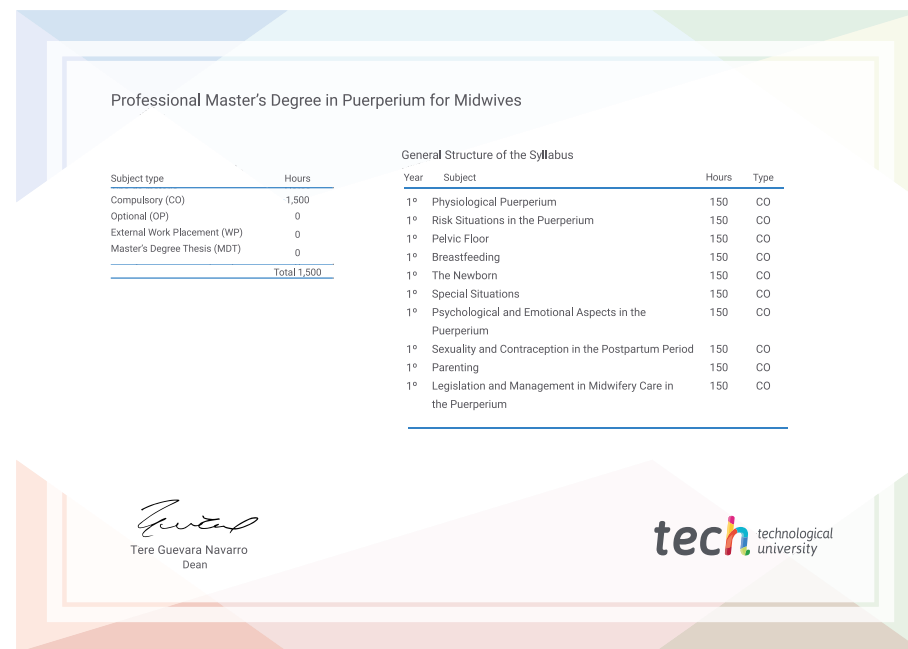 Professional Master's Degree in Puerperium for Midwives
General Structure of the Syllabus
Subject type Hours
Compulsory (CO) 1,500
Optional (OP) 0
External Work Placement (WP) 0
Master's Degree Thesis (MDT) 0
Total 1,500
Year Subject Hours Type
1º Physiological Puerperium 150 CO
1º Risk Situations in the Puerperium 150 CO
1º Pelvic Floor 150 CO
1º Breastfeeding 150 CO
1º The Newborn 150 CO
1º Special Situations 150 CO
1º Psychological and Emotional Aspects in the 150 CO
Puerperium
1º Sexuality and Contraception in the Postpartum Period 150 CO
1º Parenting 150 CO
1º Legislation and Management in Midwifery Care in 150 CO
the Puerperium
Tere Guevara Navarro
Dean
tech technological
university